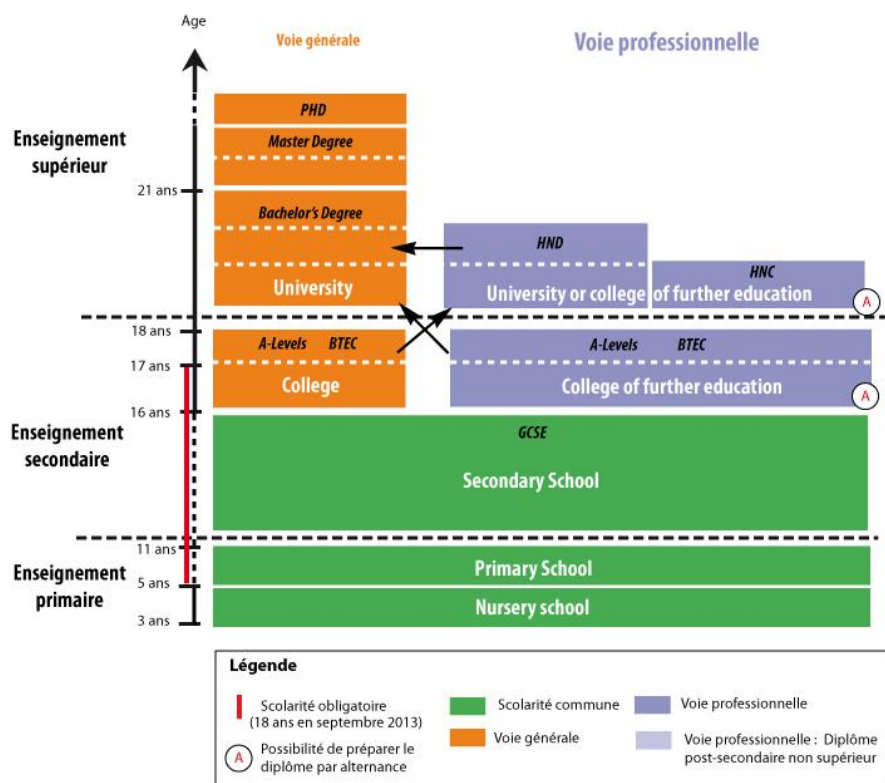 Age
Voie générale
Voie professionnelle
PHD
Enseignement
supérieur
Master Degree
21 ans
Bachelor's Degree
HND
HNC
University
University or college of further education
A
18 ans
A-Levels BTEC
A-Levels BTEC
17 ans
College
College of further education
A
16 ans
Enseignement
secondaire
GCSE
Secondary School
11 ans
Enseignement
primaire
Primary School
5 ans
Nursery school
3 ans
Légende
Scolarité obligatoire
(18 ans en septembre 2013)
A
Possibilité de préparer le
diplôme par alternance
Scolarité commune
Voie générale
Voie professionnelle
Voie professionnelle : Diplôme
post-secondaire non supérieur